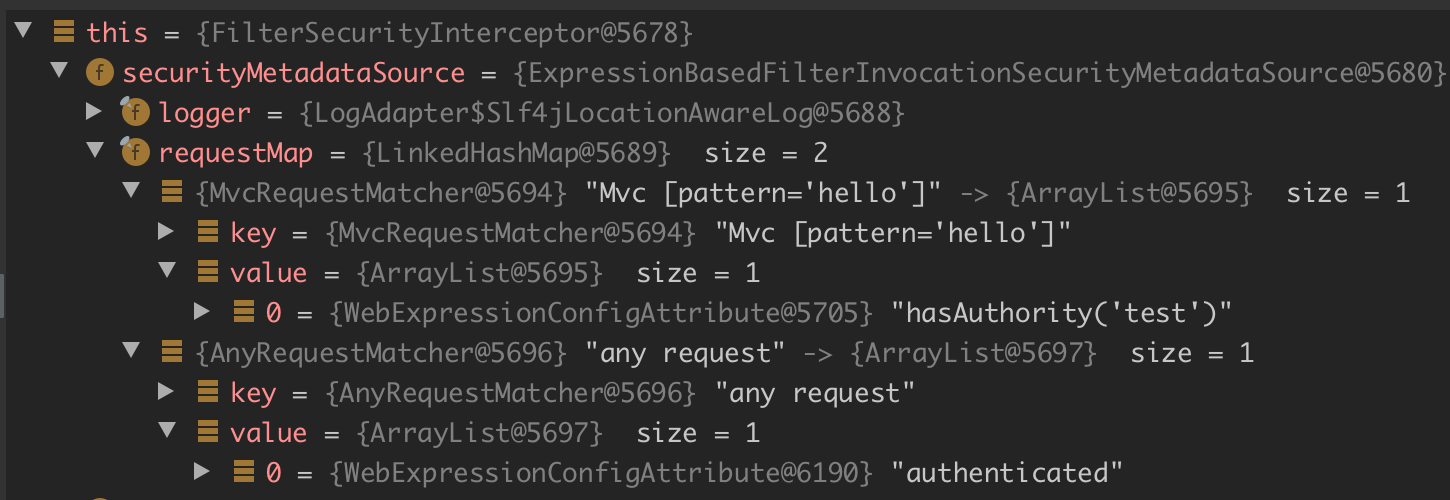 this = {FilterSecurityInterceptor@5678}
f securityMetadataSource = {ExpressionBasedFilterInvocationSecurityMetadataSource@5680}
f logger = {LogAdapter$Slf4jLocationAwareLog@5688}
f requestMap = {LinkedHashMap@5689} size = 2
{MvcRequestMatcher@5694} "Mvc [pattern='hello']" -> {ArrayList@5695} size = 1
key = {MvcRequestMatcher@5694} "Mvc [pattern='hello']"
value = {ArrayList@5695} size = 1
0 = {WebExpressionConfigAttribute@5705} "hasAuthority('test')"
{AnyRequestMatcher@5696} "any request" -> {ArrayList@5697} size = 1
key = {AnyRequestMatcher@5696} "any request"
value = {ArrayList@5697} size = 1
0 = {WebExpressionConfigAttribute@6190} "authenticated"